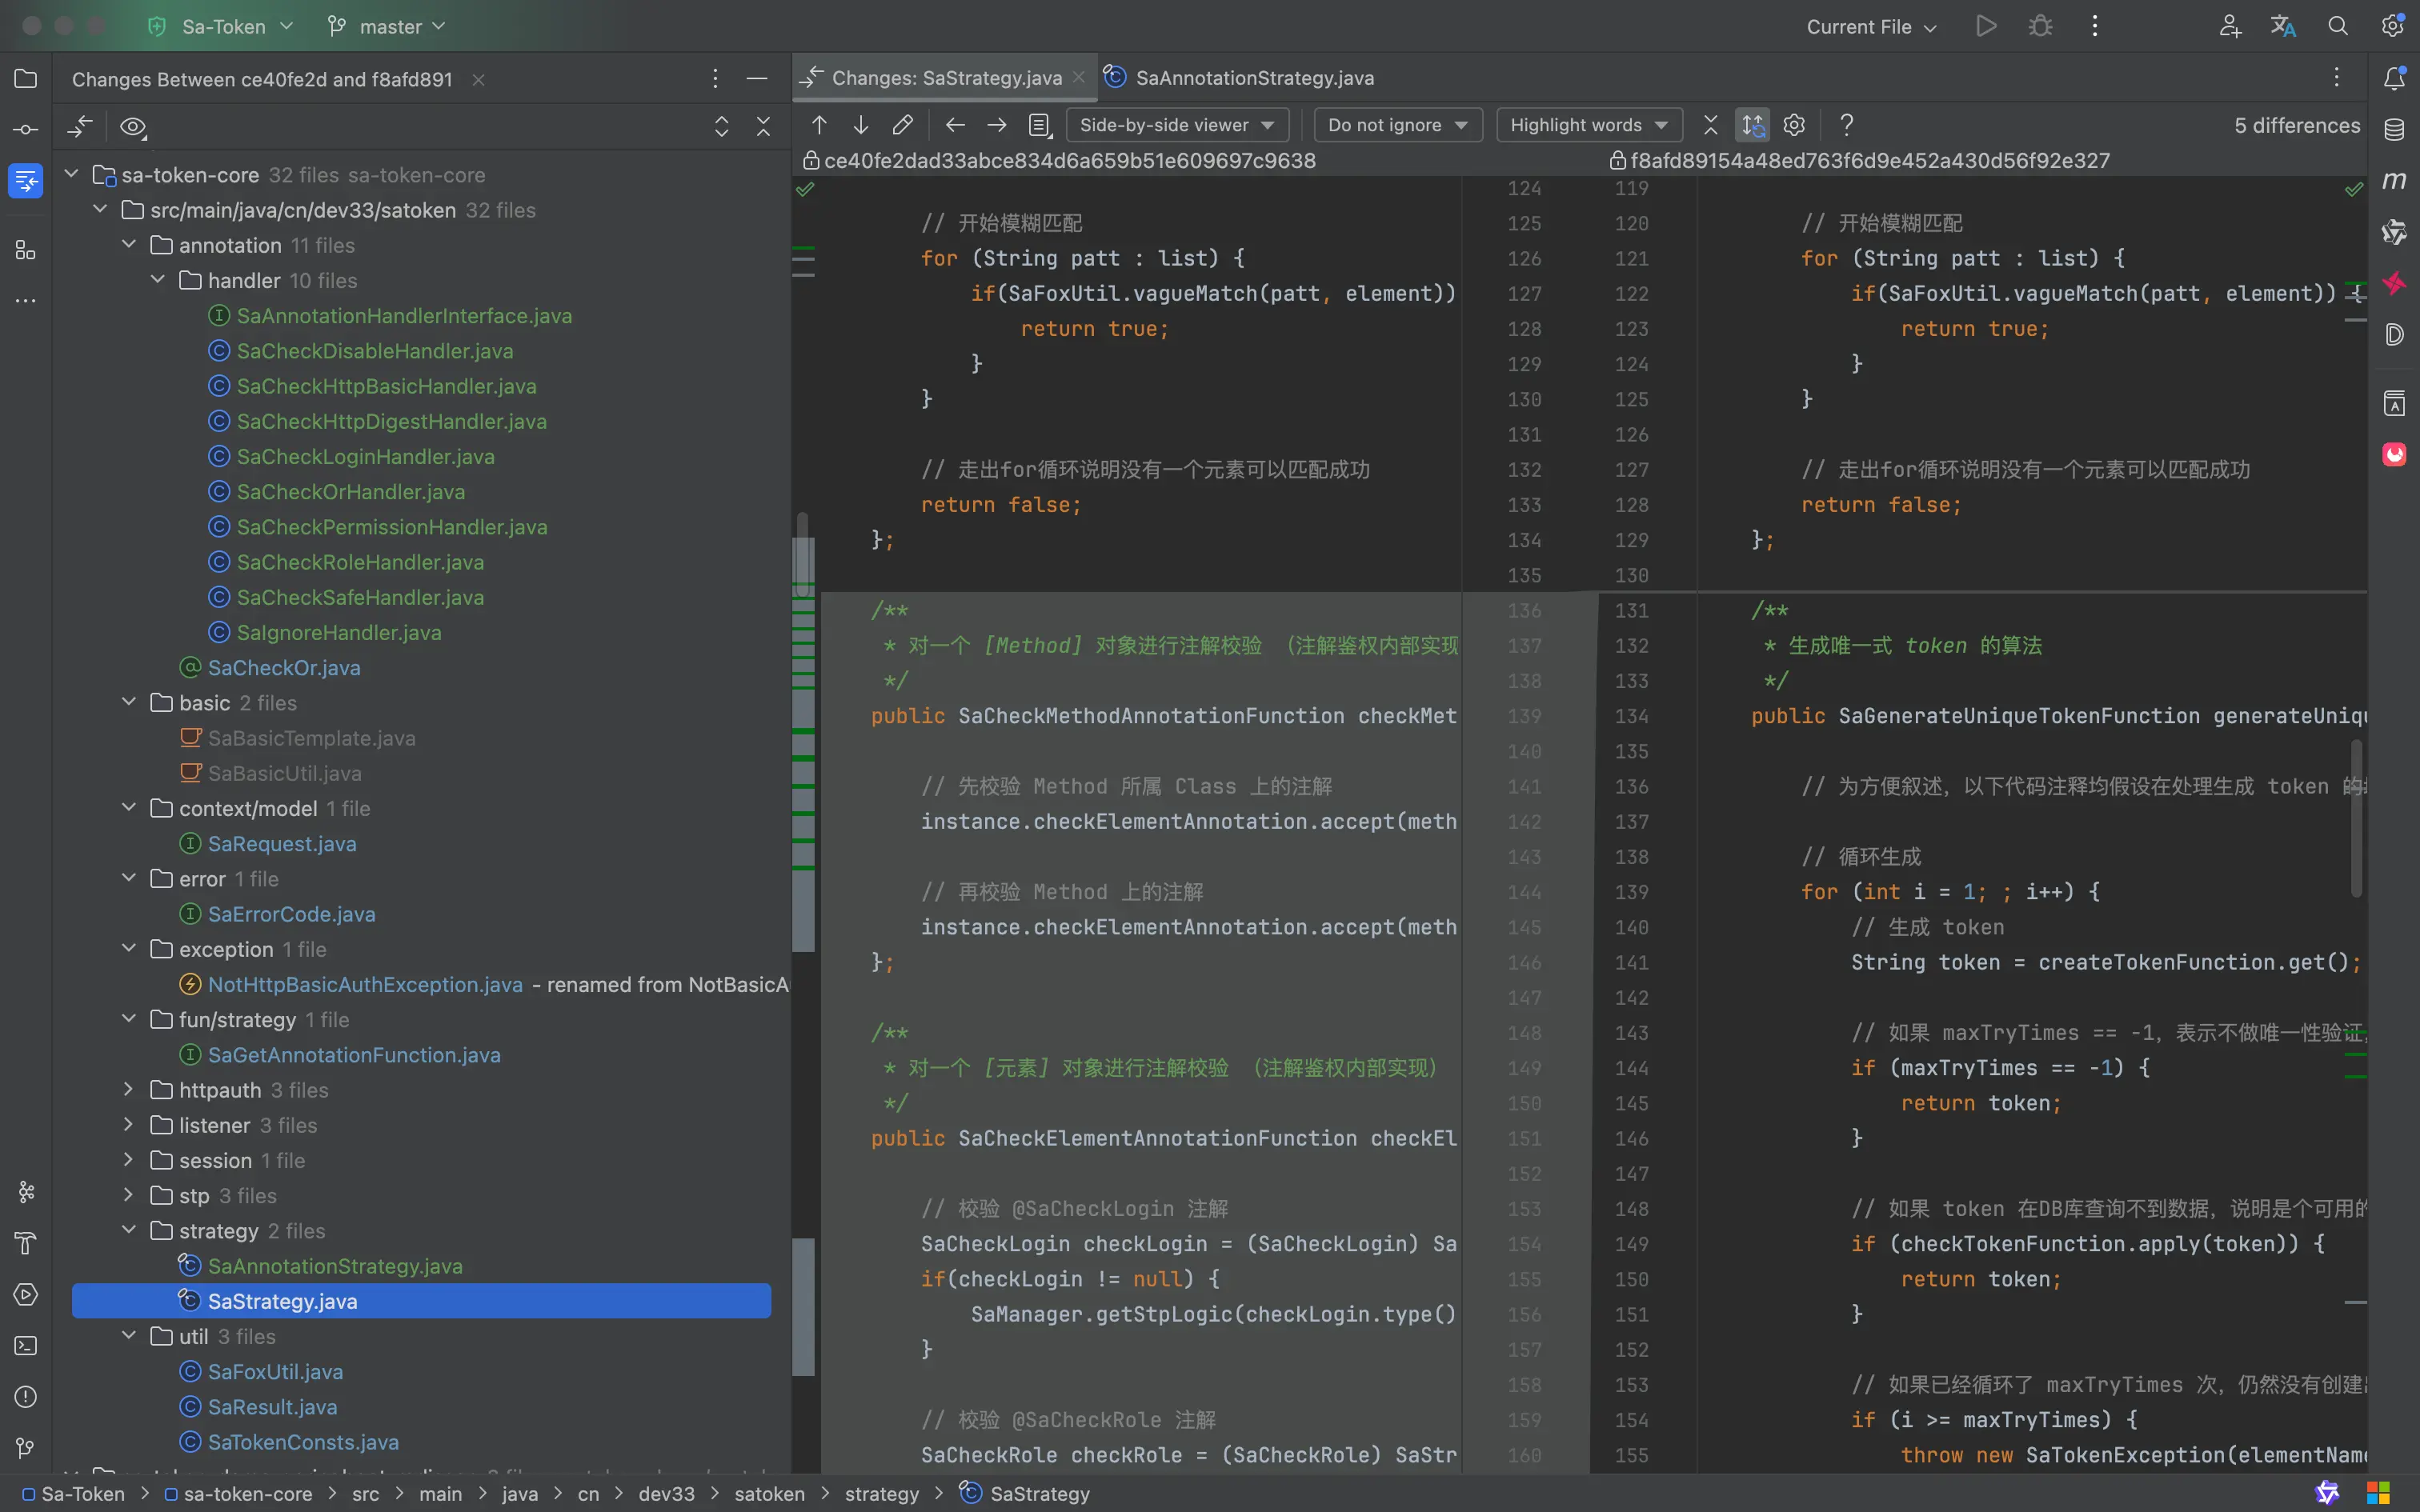 Sa-Token
master
Current File
Changes Between ce40fe2d and f8afd891
sa-token-core 32 files sa-token-core
src/main/java/cn/dev33/satoken 32 files
annotation 11 files
handler 10 files
SaAnnotationHandlerInterface.java
SaCheckDisableHandler.java
SaCheckHttpBasicHandler.java
SaCheckHttpDigestHandler.java
SaCheckLoginHandler.java
SaCheckOrHandler.java
SaCheckPermissionHandler.java
SaCheckRoleHandler.java
SaCheckSafeHandler.java
SaIgnoreHandler.java
SaCheckOr.java
basic 2 files
SaBasicTemplate.java
SaBasicUtil.java
context/model 1 file
SaRequest.java
error 1 file
SaErrorCode.java
exception 1 file
NotHttpBasicAuthException.java - renamed from NotBasicA
fun/strategy 1 file
SaGetAnnotationFunction.java
httpauth 3 files
listener 3 files
session 1 file
stp 3 files
strategy 2 files
SaAnnotationStrategy.java
SaStrategy.java
util 3 files
SaFoxUtil.java
SaResult.java
SaTokenConsts.java
Changes: SaStrategy.java
SaAnnotationStrategy.java
Side-by-side viewer
Do not ignore
Highlight words
?
5 differences
ce40fe2dad33abce834d6a659b51e609697c9638
124
125 // 开始模糊匹配
126 for (String patt : list) {
127 if(SaFoxUtil.vagueMatch(patt, element))
128 return true;
129 }
130 }
131
132 // 走出for循环说明没有一个元素可以匹配成功
133 return false;
134 };
135
136 /**
137 * 对一个 [Method] 对象进行注解校验 （注解鉴权内部实现
138 */
139 public SaCheckMethodAnnotationFunction checkMet
140
141 // 先校验 Method 所属 Class 上的注解
142 instance.checkElementAnnotation.accept(meth
143
144 // 再校验 Method 上的注解
145 instance.checkElementAnnotation.accept(meth
146 };
147
148 /**
149 * 对一个 [元素] 对象进行注解校验 （注解鉴权内部实现）
150 */
151 public SaCheckElementAnnotationFunction checkEl
152
153 // 校验 @SaCheckLogin 注解
154 SaCheckLogin checkLogin = (SaCheckLogin) Sa
155 if(checkLogin != null) {
156 SaManager.getStpLogic(checkLogin.type()
157 }
158
159 // 校验 @SaCheckRole 注解
160 SaCheckRole checkRole = (SaCheckRole) SaStr
f8afd89154a48ed763f6d9e452a430d56f92e327
119
120 // 开始模糊匹配
121 for (String patt : list) {
122 if(SaFoxUtil.vagueMatch(patt, element)) {
123 return true;
124 }
125 }
126
127 // 走出for循环说明没有一个元素可以匹配成功
128 return false;
129 };
130
131 /**
132 * 生成唯一式 token 的算法
133 */
134 public SaGenerateUniqueTokenFunction generateUniqu
135
136 // 为方便叙述，以下代码注释均假设在处理生成 token 的
137
138 // 循环生成
139 for (int i = 1; ; i++) {
140 // 生成 token
141 String token = createTokenFunction.get();
142
143 // 如果 maxTryTimes == -1，表示不做唯一性验证，
144 if (maxTryTimes == -1) {
145 return token;
146 }
147
148 // 如果 token 在DB库查询不到数据，说明是个可用的
149 if (checkTokenFunction.apply(token)) {
150 return token;
151 }
152
153 // 如果已经循环了 maxTryTimes 次，仍然没有创建
154 if (i >= maxTryTimes) {
155 throw new SaTokenException(elementName
Sa-Token > sa-token-core > src > main > java > cn > dev33 > satoken > strategy > SaStrategy